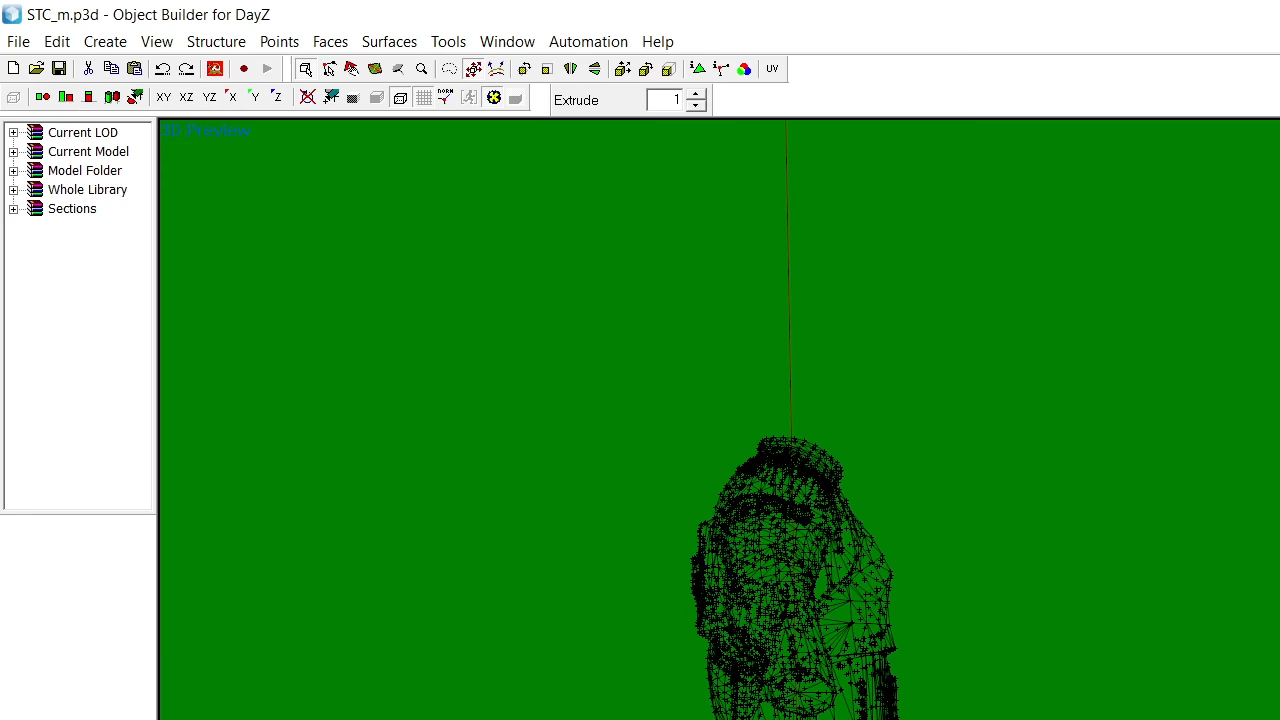 STC_m.p3d - Object Builder for DayZ
File Edit Create View Structure Points Faces Surfaces Tools Window Automation Help
UV
XY XZ YZ X Y Z NORM Extrude 1
3D Preview
Current LOD
Current Model
Model Folder
Whole Library
Sections